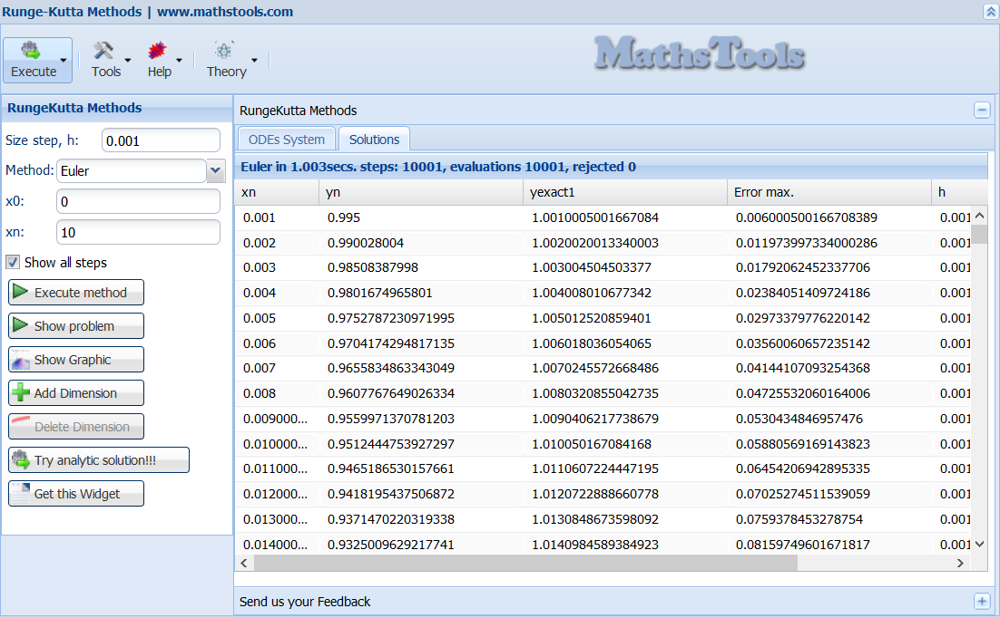 Runge-Kutta Methods | www.mathstools.com
Execute Tools Help Theory
MathsTools
RungeKutta Methods
Size step, h: 0.001
Method: Euler
x0: 0
xn: 10
Show all steps
Execute method
Show problem
Show Graphic
Add Dimension
Delete Dimension
Try analytic solution!!!
Get this Widget
RungeKutta Methods
ODEs System Solutions
Euler in 1.003secs. steps: 10001, evaluations 10001, rejected 0
xn yn yexact1 Error max. h
0.001 0.995 1.0010005001667084 0.006000500166708389 0.001
0.002 0.990028004 1.0020020013340003 0.011973997334000286 0.001
0.003 0.98508387998 1.003004504503377 0.01792062452337706 0.001
0.004 0.9801674965801 1.004008010677342 0.02384051409724186 0.001
0.005 0.9752787230971995 1.005012520859401 0.02973379776220142 0.001
0.006 0.9704174294817135 1.006018036054065 0.03560060657235142 0.001
0.007 0.9655834863343049 1.0070245572668486 0.04144107093254368 0.001
0.008 0.9607767649026334 1.0080320855042735 0.04725532060164006 0.001
0.009000... 0.9559971370781203 1.0090406217738679 0.0530434846957476 0.001
0.010000... 0.9512444753927297 1.010050167084168 0.05880569169143823 0.001
0.011000... 0.9465186530157661 1.0110607224447195 0.06454206942895335 0.001
0.012000... 0.9418195437506872 1.0120722888660778 0.07025274511539059 0.001
0.013000... 0.9371470220319338 1.0130848673598092 0.0759378453278754 0.001
0.014000... 0.9325009629217741 1.0140984589384923 0.08159749601671817 0.001
Send us your Feedback